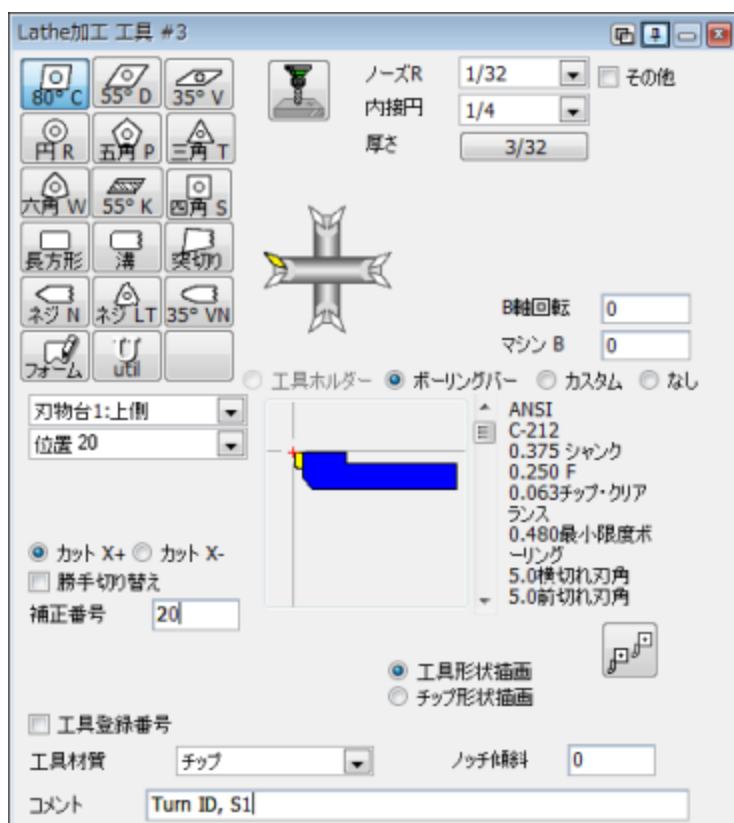 Lathe加工 工具 #3
80° C 55° D 35° V
円 R 五角 P 三角 T
六角 W 55° K 四角 S
長方形 溝 突切り
ネジ N ネジ LT 35° VN
フォーム util
ノーズR 1/32 その他
内接円 1/4
厚さ 3/32
B軸回転 0
マシン B 0
工具ホルダー ボーリングバー カスタム なし
刃物台1:上側
位置 20
ANSI
C-212
0.375 シャンク
0.250 F
0.063チップ・クリア
ランス
0.480最小限度ボ
ーリング
5.0横切れ刃角
5.0前切れ刃角
カット X+ カット X-
勝手切り替え
補正番号 20
工具形状描画
チップ形状描画
工具登録番号
工具材質 チップ ノッチ傾斜 0
コメント Turn ID, S1